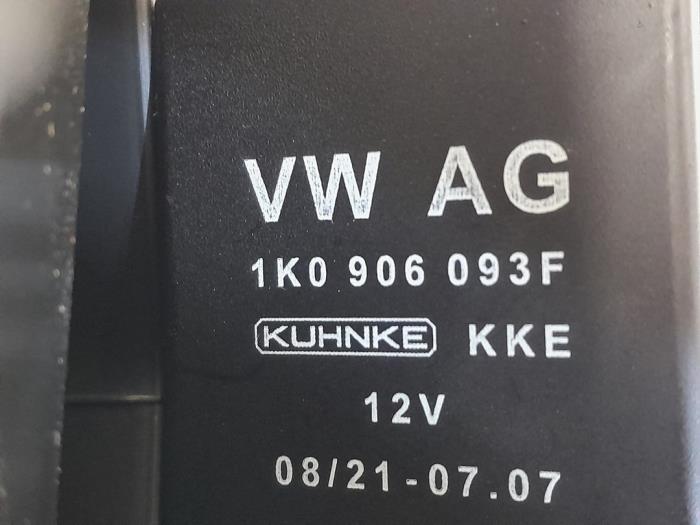 VW AG
1K0 906 093F
KUHNKE KKE
12V
08/21-07.07